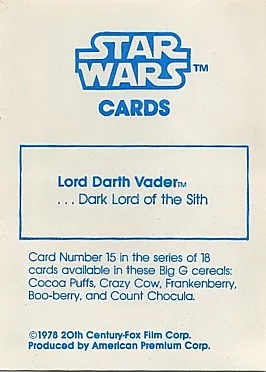 STAR
WARS™
CARDS
Lord Darth Vader™
. . . Dark Lord of the Sith
Card Number 15 in the series of 18
cards available in these Big G cereals:
Cocoa Puffs, Crazy Cow, Frankenberry,
Boo-berry, and Count Chocula.
©1978 20th Century-Fox Film Corp.
Produced by American Premium Corp.